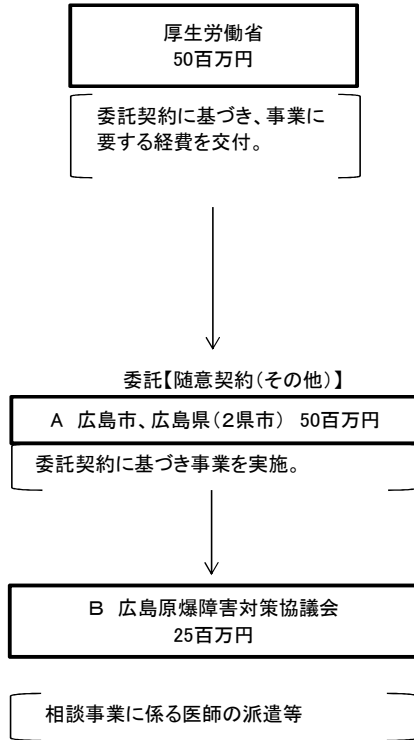 厚生労働省
50百万円
委託契約に基づき、事業に
要する経費を交付。
委託【随意契約(その他)】
A 広島市、広島県(2県市) 50百万円
委託契約に基づき事業を実施。
B 広島原爆障害対策協議会
25百万円
相談事業に係る医師の派遣等